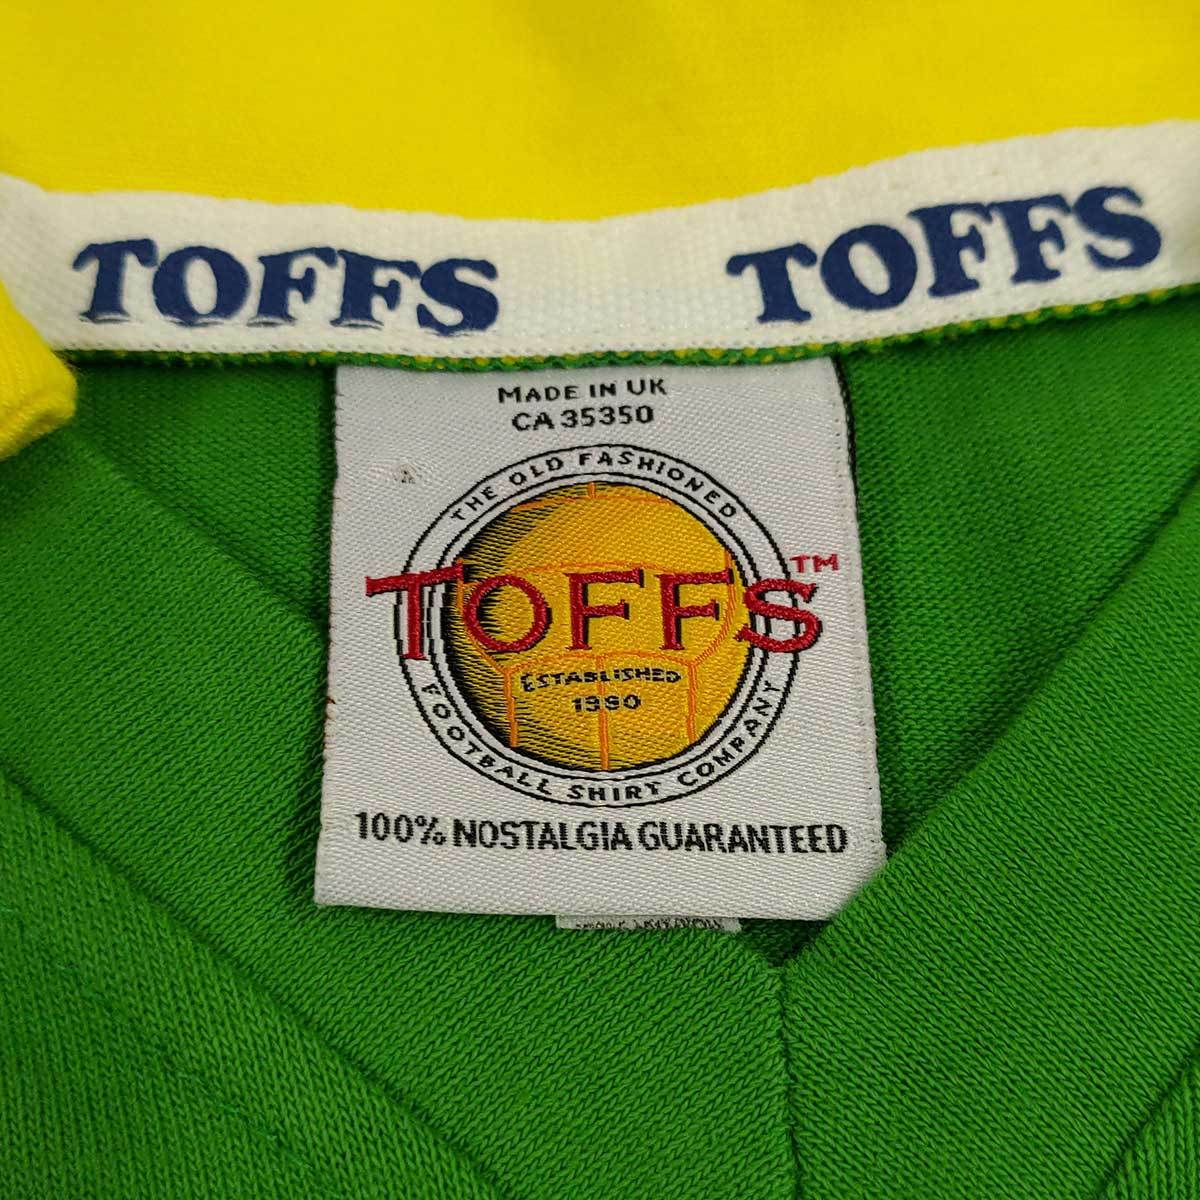 TOFFS TOFFS
MADE IN UK
CA 35350
THE OLD FASHIONED
TOFFS™
ESTABLISHED
1990
FOOTBALL SHIRT COMPANY
100% NOSTALGIA GUARANTEED